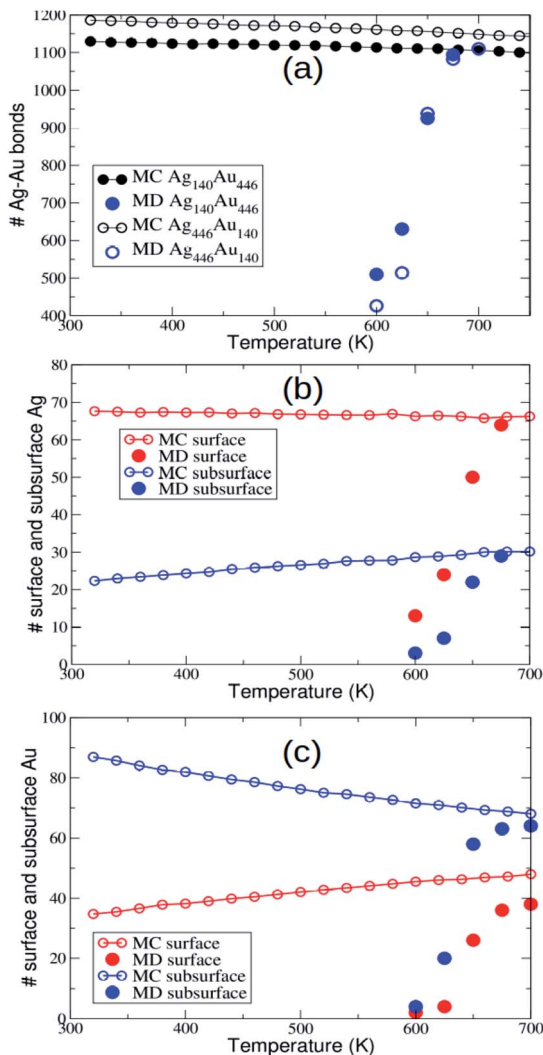 1200
1100
1000
900
800
700
600
500
400
# Ag-Au bonds
(a)
MC Ag140Au446
MD Ag140Au446
MC Ag446Au140
MD Ag446Au140
300 400 500 600 700
Temperature (K)
80
70
60
50
40
30
20
10
0
# surface and subsurface Ag
(b)
MC surface
MD surface
MC subsurface
MD subsurface
300 400 500 600 700
Temperature (K)
100
80
60
40
20
0
# surface and subsurface Au
(c)
MC surface
MD surface
MC subsurface
MD subsurface
300 400 500 600 700
Temperature (K)